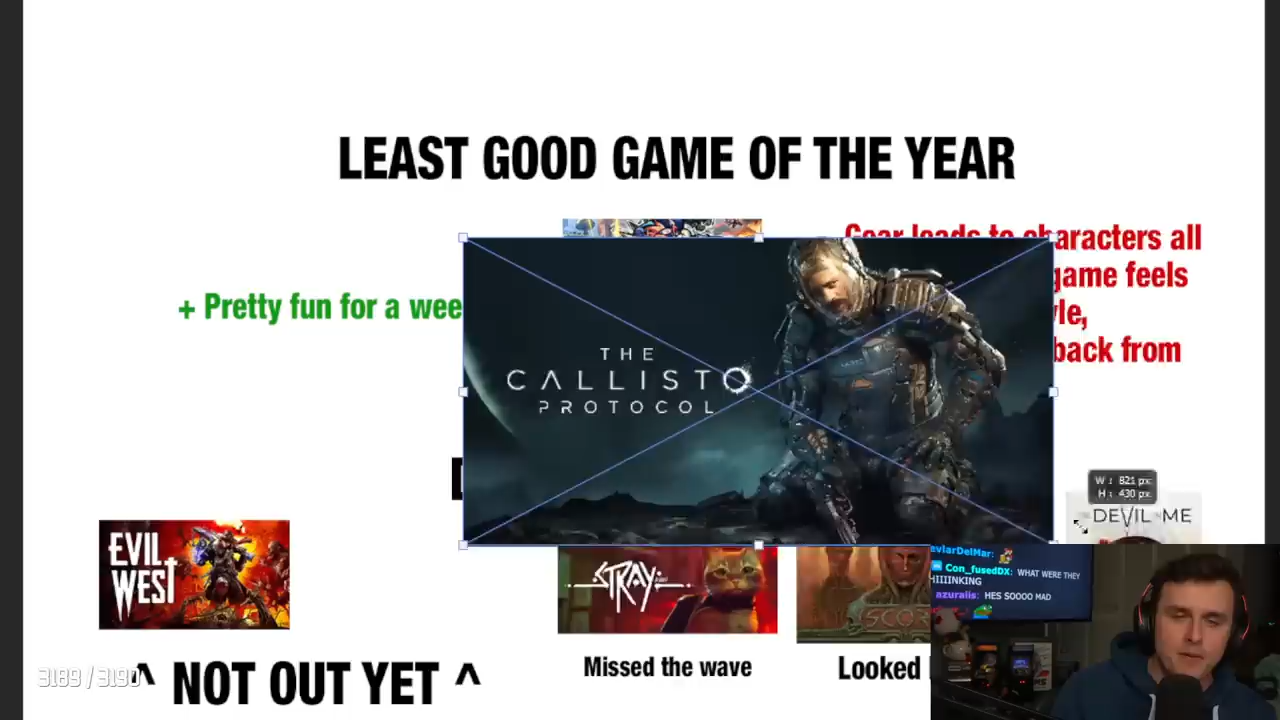 LEAST GOOD GAME OF THE YEAR
Gear leads to characters all
game feels
back from
+ Pretty fun for a wee
THE
CALLISTO
PROTOCOL
W : 821 px
H : 430 px
DEVIL ME
EVIL
WEST
STRAY
SCOR
evlarDelMar:
Con_fusedDX: WHAT WERE THEY
HIIIINKING
azuralis: HES SOOOO MAD
Missed the wave
Looked
3189 / 3190
^ NOT OUT YET ^